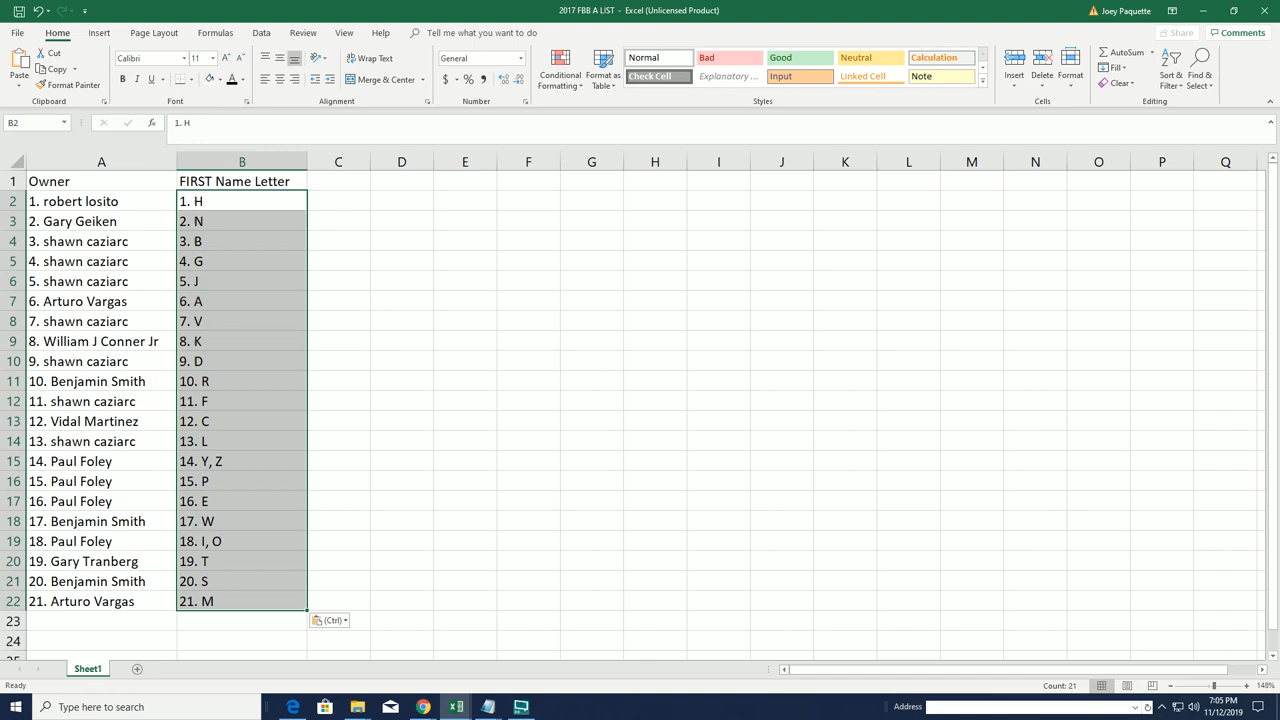 2017 FBB A LIST - Excel (Unlicensed Product)
Joey Paquette
File Home Insert Page Layout Formulas Data Review View Help Tell me what you want to do
Share Comments
Cut
Copy
Format Painter
Paste
Clipboard
Calibri 11
B I U
Font
Wrap Text
Merge & Center
Alignment
General
$ % ,
Number
Conditional Formatting
Format as Table
Normal Bad Good Neutral Calculation
Check Cell Explanatory ... Input Linked Cell Note
Styles
Insert Delete Format
Cells
AutoSum
Fill
Clear
Sort & Filter
Find & Select
Editing
B2 fx 1. H
A B C D E F G H I J K L M N O P Q
1 Owner FIRST Name Letter
2 1. robert losito 1. H
3 2. Gary Geiken 2. N
4 3. shawn caziarc 3. B
5 4. shawn caziarc 4. G
6 5. shawn caziarc 5. J
7 6. Arturo Vargas 6. A
8 7. shawn caziarc 7. V
9 8. William J Conner Jr 8. K
10 9. shawn caziarc 9. D
11 10. Benjamin Smith 10. R
12 11. shawn caziarc 11. F
13 12. Vidal Martinez 12. C
14 13. shawn caziarc 13. L
15 14. Paul Foley 14. Y, Z
16 15. Paul Foley 15. P
17 16. Paul Foley 16. E
18 17. Benjamin Smith 17. W
19 18. Paul Foley 18. I, O
20 19. Gary Tranberg 19. T
21 20. Benjamin Smith 20. S
22 21. Arturo Vargas 21. M
23 (Ctrl)
24
25
Sheet1
Ready Count: 21 148%
Type here to search
Address
7:05 PM
11/12/2019